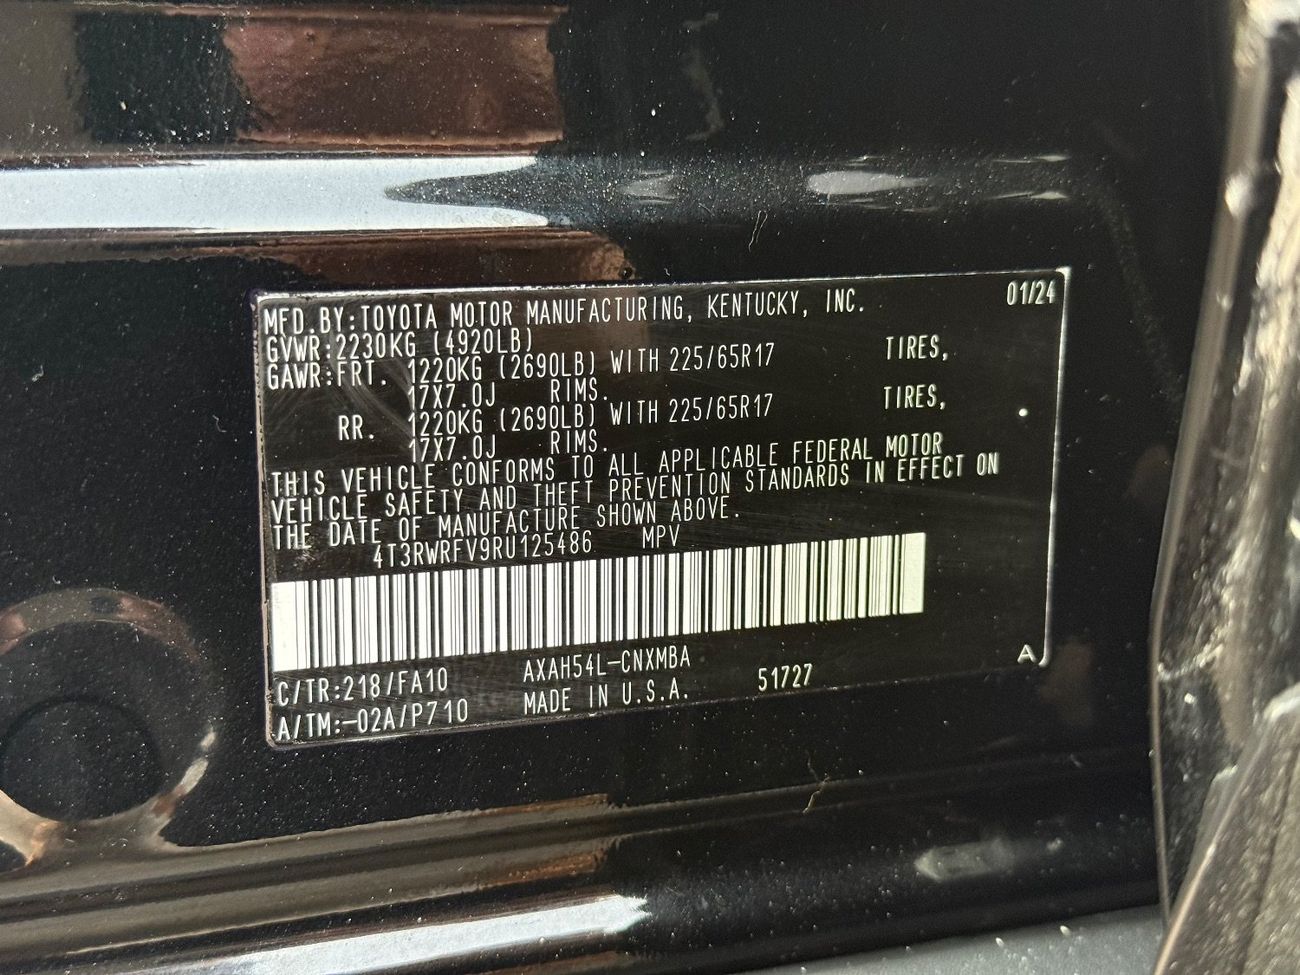 MFD.BY:TOYOTA MOTOR MANUFACTURING, KENTUCKY, INC. 01/24
GVWR:2230KG (4920LB)
GAWR:FRT. 1220KG (2690LB) WITH 225/65R17 TIRES,
17X7.0J RIMS.
RR. 1220KG (2690LB) WITH 225/65R17 TIRES,
17X7.0J RIMS.
THIS VEHICLE CONFORMS TO ALL APPLICABLE FEDERAL MOTOR
VEHICLE SAFETY AND THEFT PREVENTION STANDARDS IN EFFECT ON
THE DATE OF MANUFACTURE SHOWN ABOVE.
4T3RWRFV9RU125486 MPV
C/TR:218/FA10 AXAH54L-CNXMBA
A/TM:-02A/P710 MADE IN U.S.A. 51727 A